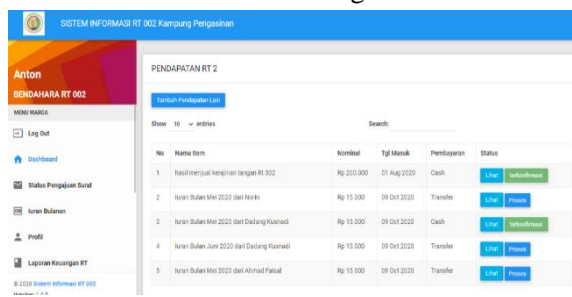 SISTEM INFORMASI RT 002 Kampung Pengasinan
Anton
BENDAHARA RT 002
MENU WARGA
Log Out
Dashboard
Status Pengajuan Surat
Iuran Bulanan
Profil
Laporan Keuangan RT
© 2020 Sistem Informasi RT 002
Version: 1.0.5
PENDAPATAN RT 2
Tambah Pendapatan Lain
Show 10 entries Search:
No Nama Item Nominal Tgl Masuk Pembayaran Status
1 hasil menjual kerajinan tangan Rt 002 Rp 200.000 01 Aug 2020 Cash Lihat terkonfirmasi
2 Iuran Bulan Mei 2020 dari Norin Rp 15.000 09 Oct 2020 Transfer Lihat Proses
3 Iuran Bulan Mei 2020 dari Dadang Kusnadi Rp 15.000 09 Oct 2020 Cash Lihat terkonfirmasi
4 Iuran Bulan Juni 2020 dari Dadang Kusnadi Rp 15.000 09 Oct 2020 Transfer Lihat Proses
5 Iuran Bulan Mei 2020 dari Ahmad Faisal Rp 15.000 09 Oct 2020 Transfer Lihat Proses